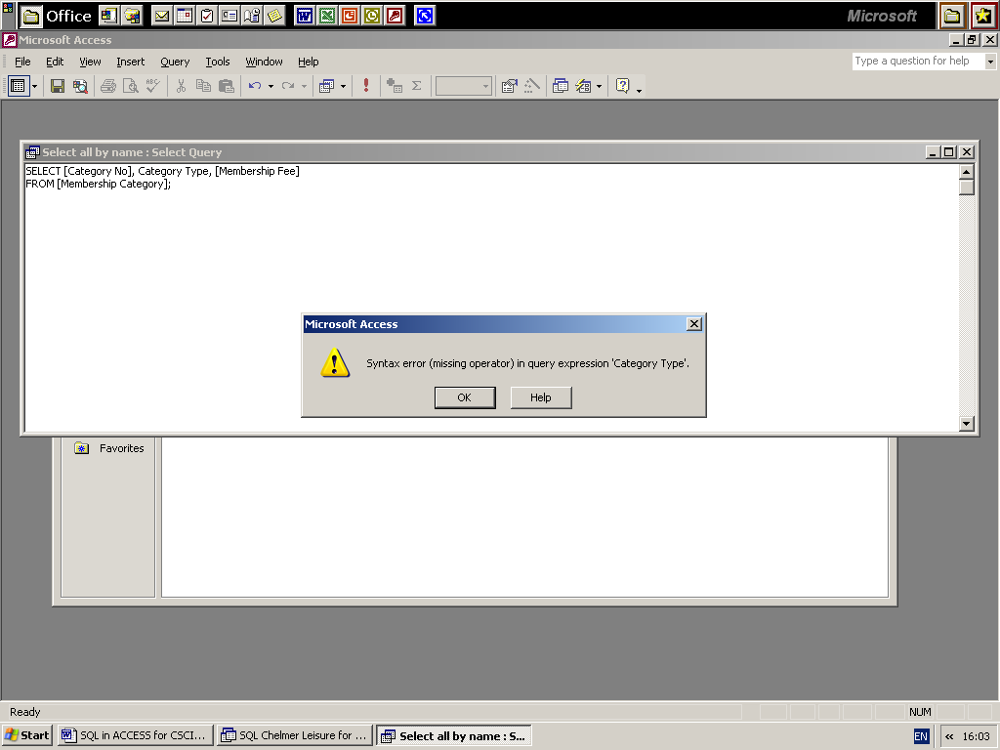 Office Microsoft
Microsoft Access
File Edit View Insert Format Query Tools Window Help Type a question for help
Select all by name : Select Query
SELECT [Category No], Category Type, [Membership Fee]
FROM [Membership Category];
Microsoft Access
Syntax error (missing operator) in query expression 'Category Type'.
OK Help
Favorites
Ready NUM
Start SQL in ACCESS for CSCI... SQL Chelmer Leisure for ... Select all by name : S... EN « 16:03